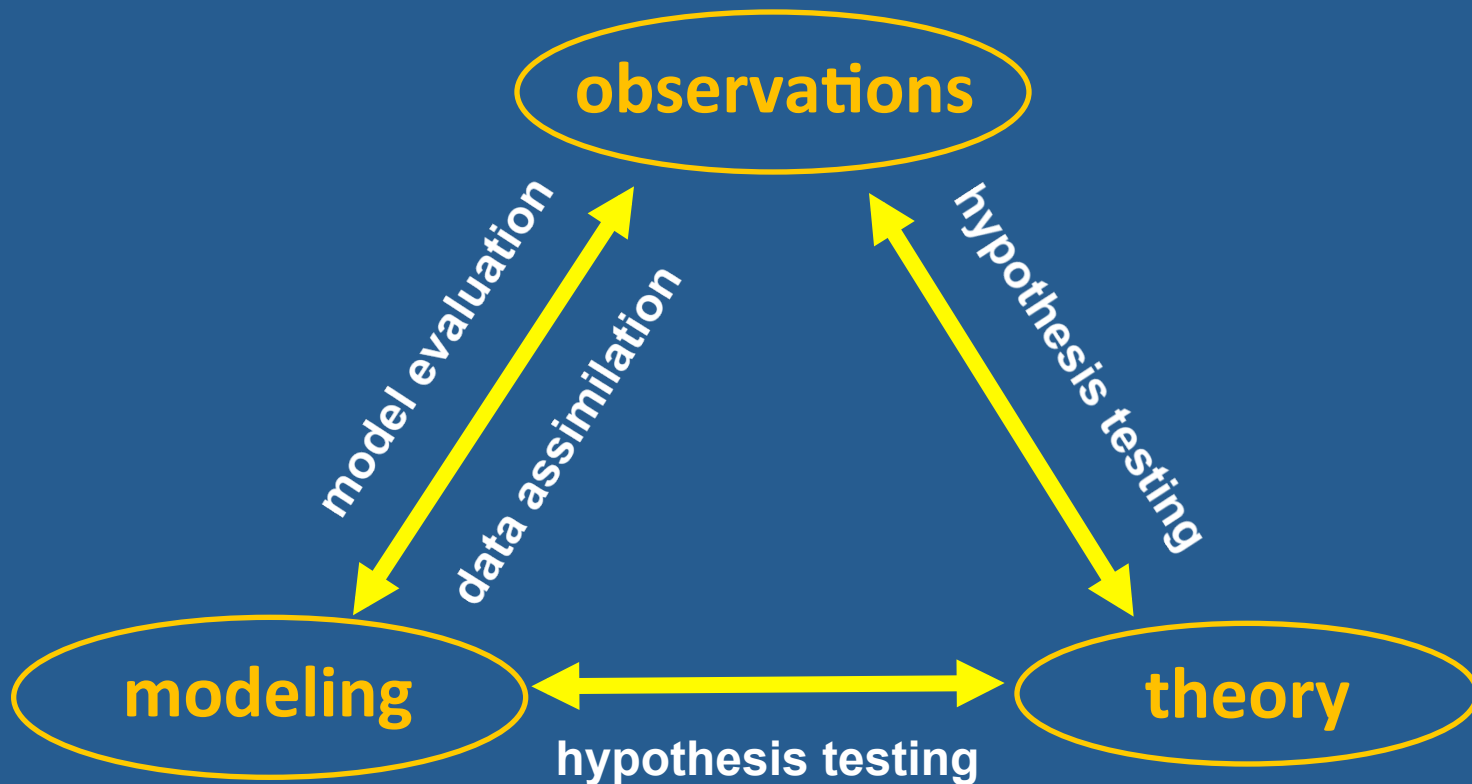 observations
model evaluation
data assimilation
hypothesis testing
modeling
theory
hypothesis testing